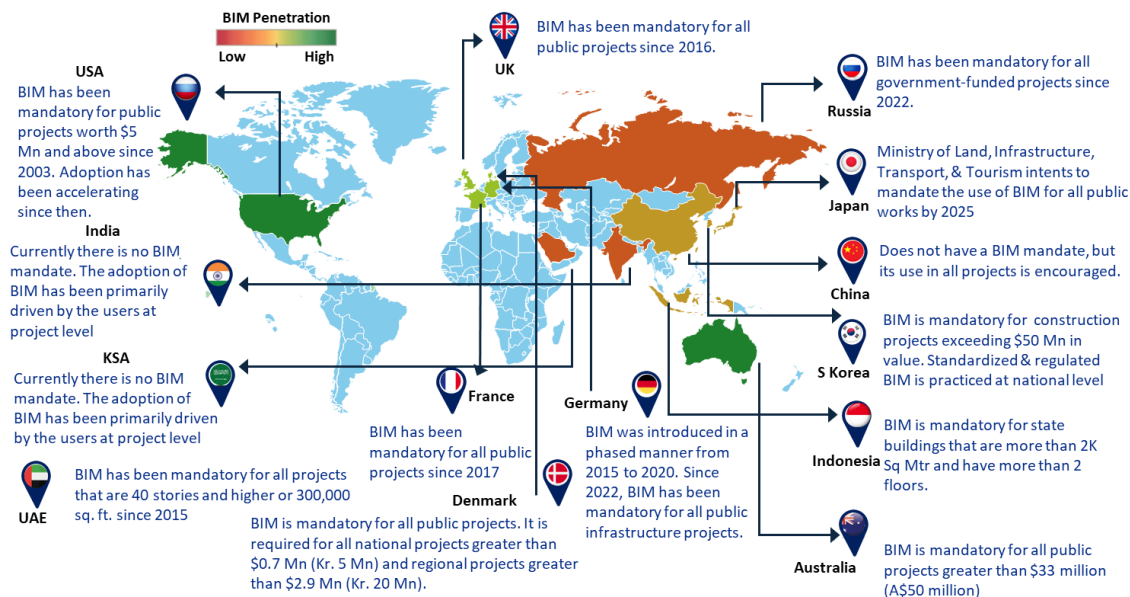 BIM Penetration
Low High
USA
BIM has been
mandatory for public
projects worth $5
Mn and above since
2003. Adoption has
been accelerating
since then.
India
Currently there is no BIM
mandate. The adoption of
BIM has been primarily
driven by the users at
project level
KSA
Currently there is no BIM
mandate. The adoption of
BIM has been primarily driven
by the users at project level
UAE
BIM has been mandatory for all projects
that are 40 stories and higher or 300,000
sq. ft. since 2015
UK
BIM has been mandatory for all
public projects since 2016.
France
BIM has been
mandatory for all public
projects since 2017
Denmark
BIM is mandatory for all public projects. It is
required for all national projects greater than
$0.7 Mn (Kr. 5 Mn) and regional projects greater
than $2.9 Mn (Kr. 20 Mn).
Germany
BIM was introduced in a
phased manner from
2015 to 2020. Since
2022, BIM has been
mandatory for all public
infrastructure projects.
Russia
BIM has been mandatory for all
government-funded projects since
2022.
Japan
Ministry of Land, Infrastructure,
Transport, & Tourism intents to
mandate the use of BIM for all public
works by 2025
China
Does not have a BIM mandate, but
its use in all projects is encouraged.
S Korea
BIM is mandatory for construction
projects exceeding $50 Mn in
value. Standardized & regulated
BIM is practiced at national level
Indonesia
BIM is mandatory for state
buildings that are more than 2K
Sq Mtr and have more than 2
floors.
Australia
BIM is mandatory for all public
projects greater than $33 million
(A$50 million)